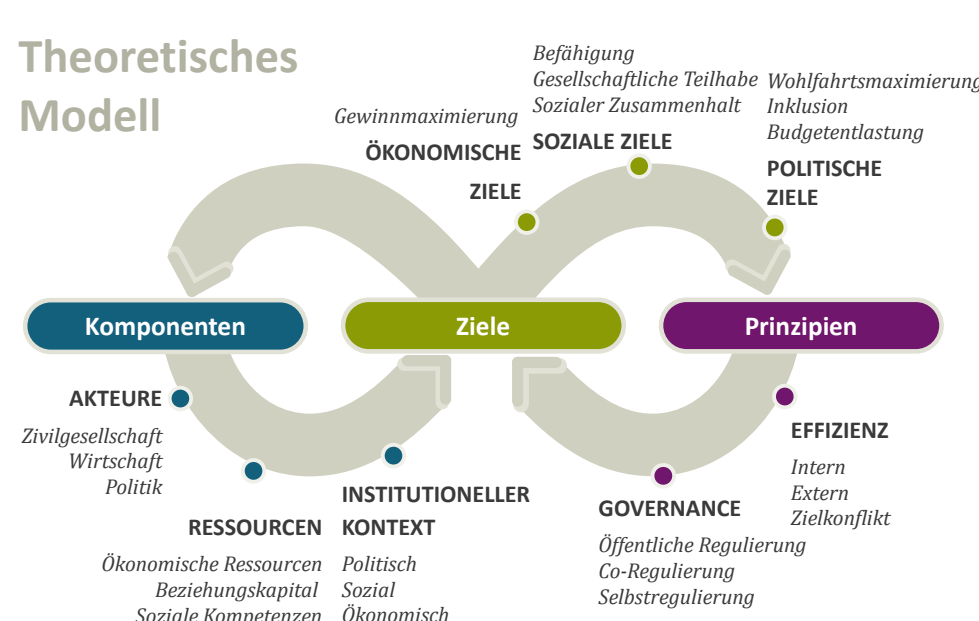 Theoretisches
Modell
Gewinnmaximierung
ÖKONOMISCHE
ZIELE
Befähigung
Gesellschaftliche Teilhabe
Sozialer Zusammenhalt
SOZIALE ZIELE
Wohlfahrtsmaximierung
Inklusion
Budgetentlastung
POLITISCHE
ZIELE
Komponenten
Ziele
Prinzipien
AKTEURE
Zivilgesellschaft
Wirtschaft
Politik
RESSOURCEN
Ökonomische Ressourcen
Beziehungskapital
Soziale Kompetenzen
INSTITUTIONELLER
KONTEXT
Politisch
Sozial
Ökonomisch
GOVERNANCE
Öffentliche Regulierung
Co-Regulierung
Selbstregulierung
EFFIZIENZ
Intern
Extern
Zielkonflikt